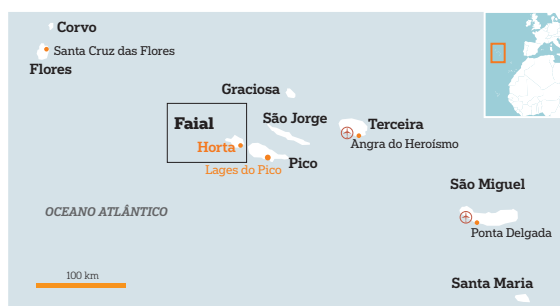 Corvo
Santa Cruz das Flores
Flores
Graciosa
Faial
São Jorge
Terceira
Horta
Angra do Heroísmo
Pico
Lages do Pico
São Miguel
OCEANO ATLÂNTICO
Ponta Delgada
100 km
Santa Maria